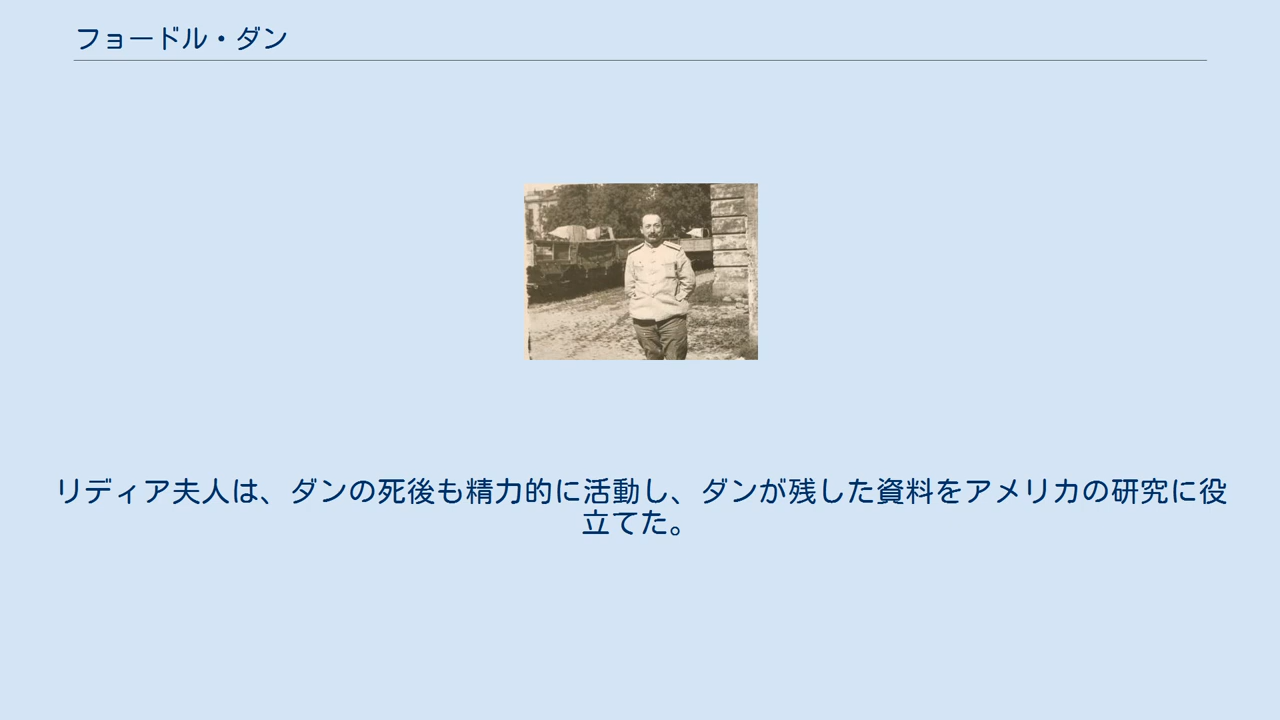 フョードル・ダン
リディア夫人は、ダンの死後も精力的に活動し、ダンが残した資料をアメリカの研究に役
立てた。